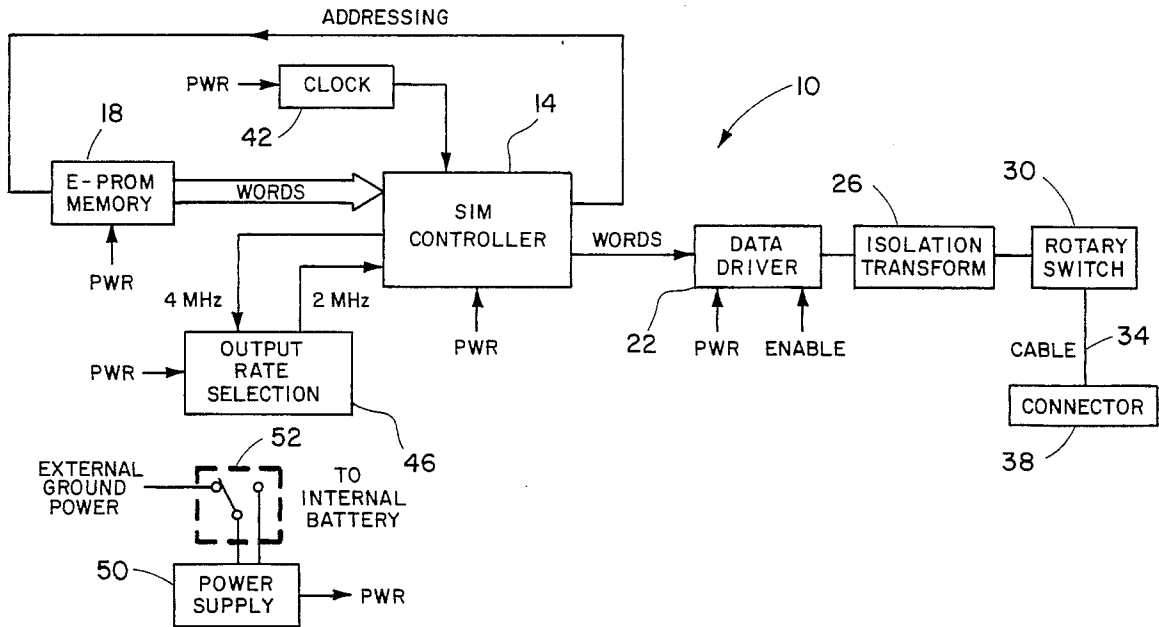 ADDRESSING
PWR
CLOCK
42
14
10
18
E-PROM
MEMORY
WORDS
PWR
SIM
CONTROLLER
PWR
WORDS
DATA
DRIVER
22
PWR
ENABLE
26
ISOLATION
TRANSFORM
30
ROTARY
SWITCH
CABLE
34
CONNECTOR
38
4 MHz
2 MHz
PWR
OUTPUT
RATE
SELECTION
46
52
EXTERNAL
GROUND
POWER
TO
INTERNAL
BATTERY
50
POWER
SUPPLY
PWR